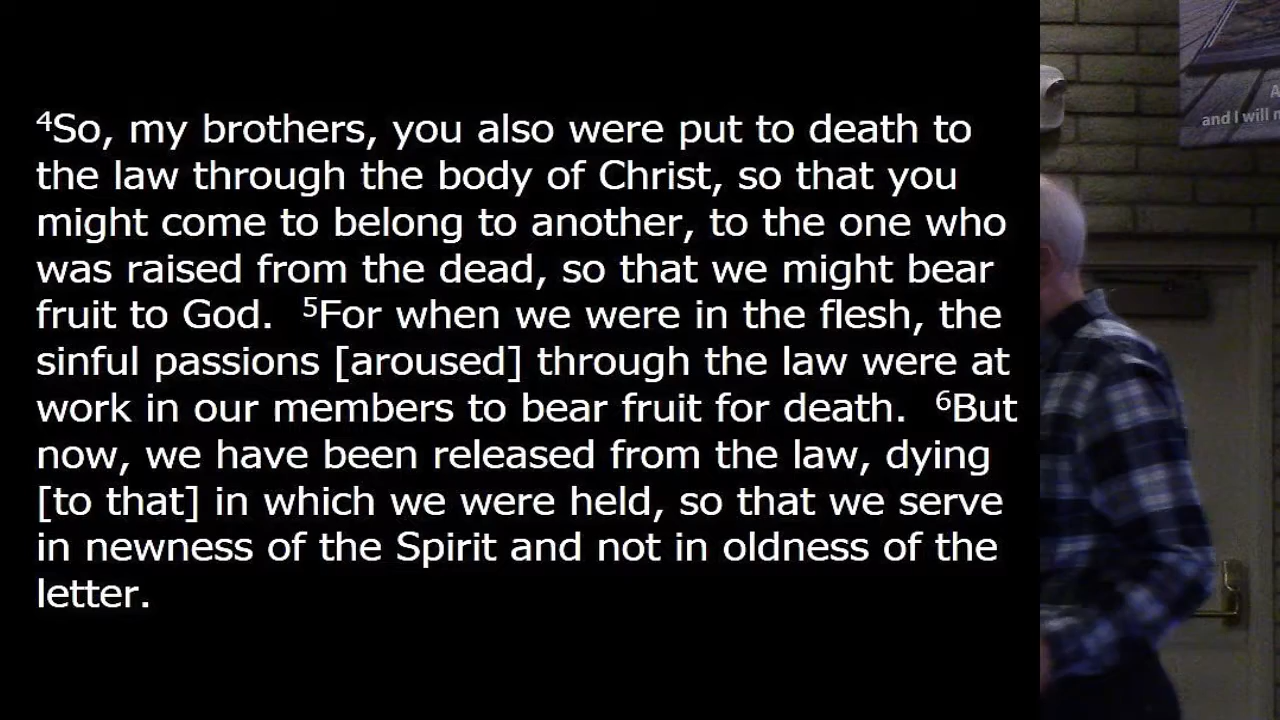 ⁴So, my brothers, you also were put to death to
the law through the body of Christ, so that you
might come to belong to another, to the one who
was raised from the dead, so that we might bear
fruit to God. ⁵For when we were in the flesh, the
sinful passions [aroused] through the law were at
work in our members to bear fruit for death. ⁶But
now, we have been released from the law, dying
[to that] in which we were held, so that we serve
in newness of the Spirit and not in oldness of the
letter.
and I will